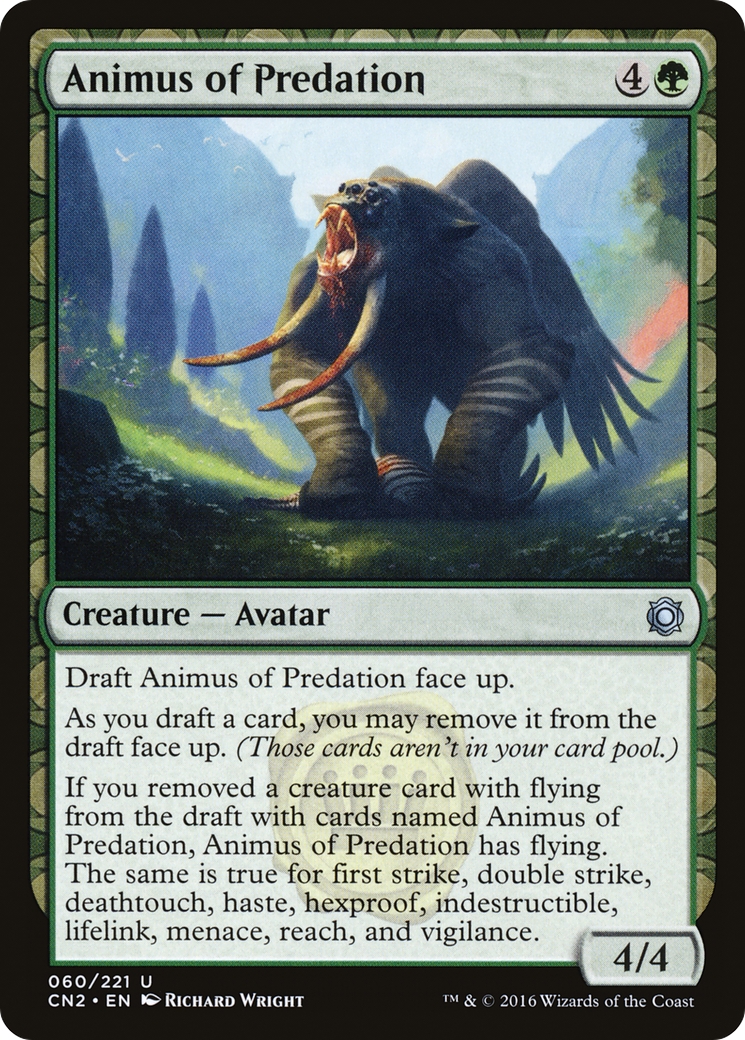 Animus of Predation 4
Creature — Avatar
Draft Animus of Predation face up.
As you draft a card, you may remove it from the
draft face up. (Those cards aren't in your card pool.)
If you removed a creature card with flying
from the draft with cards named Animus of
Predation, Animus of Predation has flying.
The same is true for first strike, double strike,
deathtouch, haste, hexproof, indestructible,
lifelink, menace, reach, and vigilance.
4/4
060/221 U
CN2 • EN Richard Wright
™ & © 2016 Wizards of the Coast